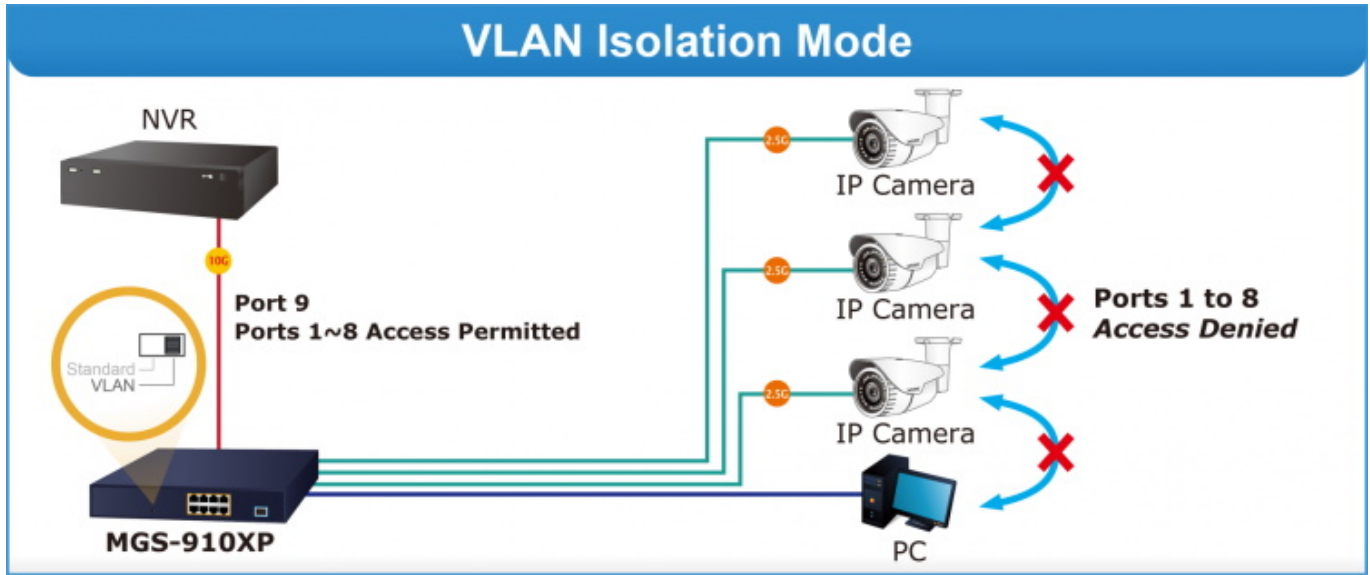 VLAN Isolation Mode
NVR
10G
Port 9
Ports 1~8 Access Permitted
Standard
VLAN
MGS-910XP
2.5G
IP Camera
2.5G
IP Camera
2.5G
IP Camera
PC
Ports 1 to 8
Access Denied